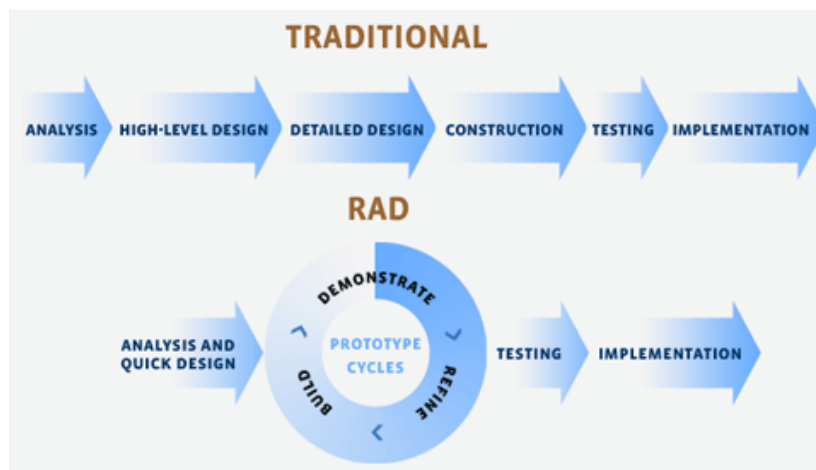 TRADITIONAL
ANALYSIS
HIGH-LEVEL DESIGN
DETAILED DESIGN
CONSTRUCTION
TESTING
IMPLEMENTATION
RAD
ANALYSIS AND
QUICK DESIGN
DEMONSTRATE
REFINE
BUILD
PROTOTYPE
CYCLES
TESTING
IMPLEMENTATION